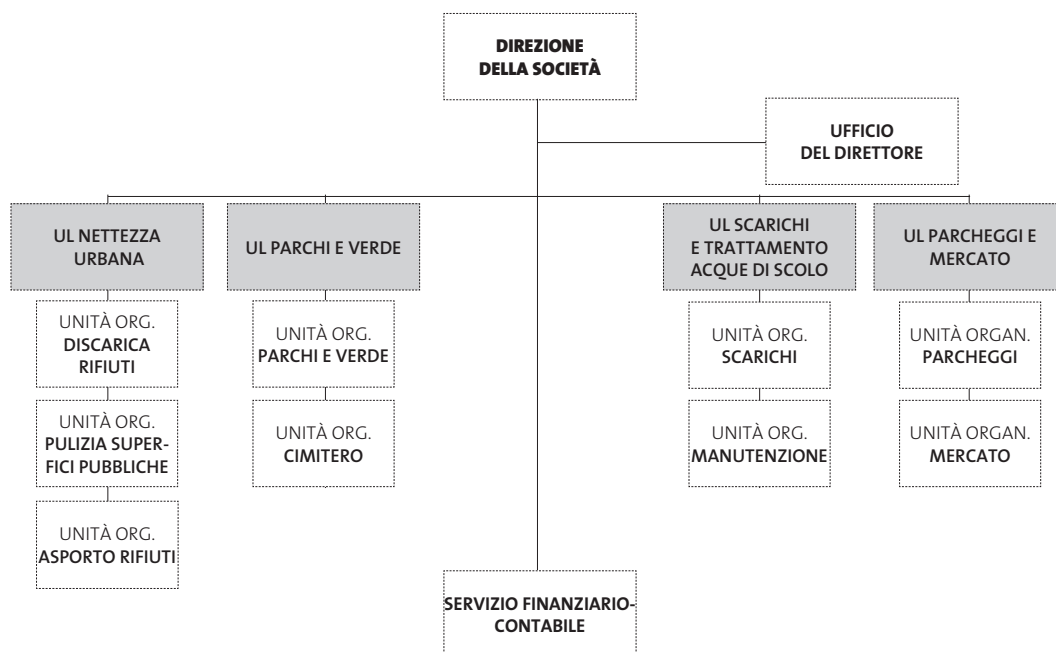 DIREZIONE
DELLA SOCIETÀ
UFFICIO
DEL DIRETTORE
UL NETTEZZA
URBANA
UNITÀ ORG.
DISCARICA
RIFIUTI
UNITÀ ORG.
PULIZIA SUPER-
FICI PUBBLICHE
UNITÀ ORG.
ASPORTO RIFIUTI
UL PARCHI E VERDE
UNITÀ ORG.
PARCHI E VERDE
UNITÀ ORG.
CIMITERO
UL SCARICHI
E TRATTAMENTO
ACQUE DI SCOLO
UNITÀ ORG.
SCARICHI
UNITÀ ORG.
MANUTENZIONE
UL PARCHEGGI E
MERCATO
UNITÀ ORGAN.
PARCHEGGI
UNITÀ ORGAN.
MERCATO
SERVIZIO FINANZIARIO-
CONTABILE